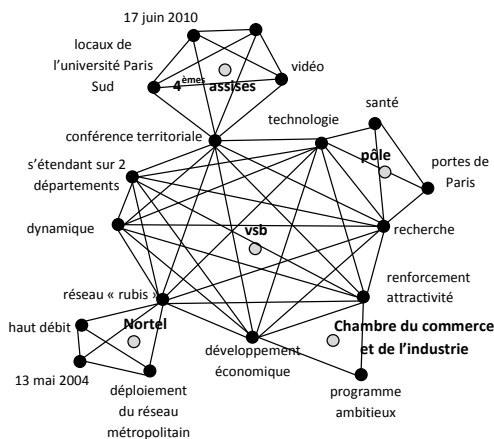 17 juin 2010
locaux de
l'université Paris
Sud
vidéo
4èmes assises
santé
technologie
conférence territoriale
pôle
s'étendant sur 2
départements
portes de
Paris
dynamique
vsb
recherche
renforcement
attractivité
réseau « rubis »
haut débit
Nortel
développement
économique
Chambre du commerce
et de l'industrie
13 mai 2004
déploiement
du réseau
métropolitain
programme
ambitieux